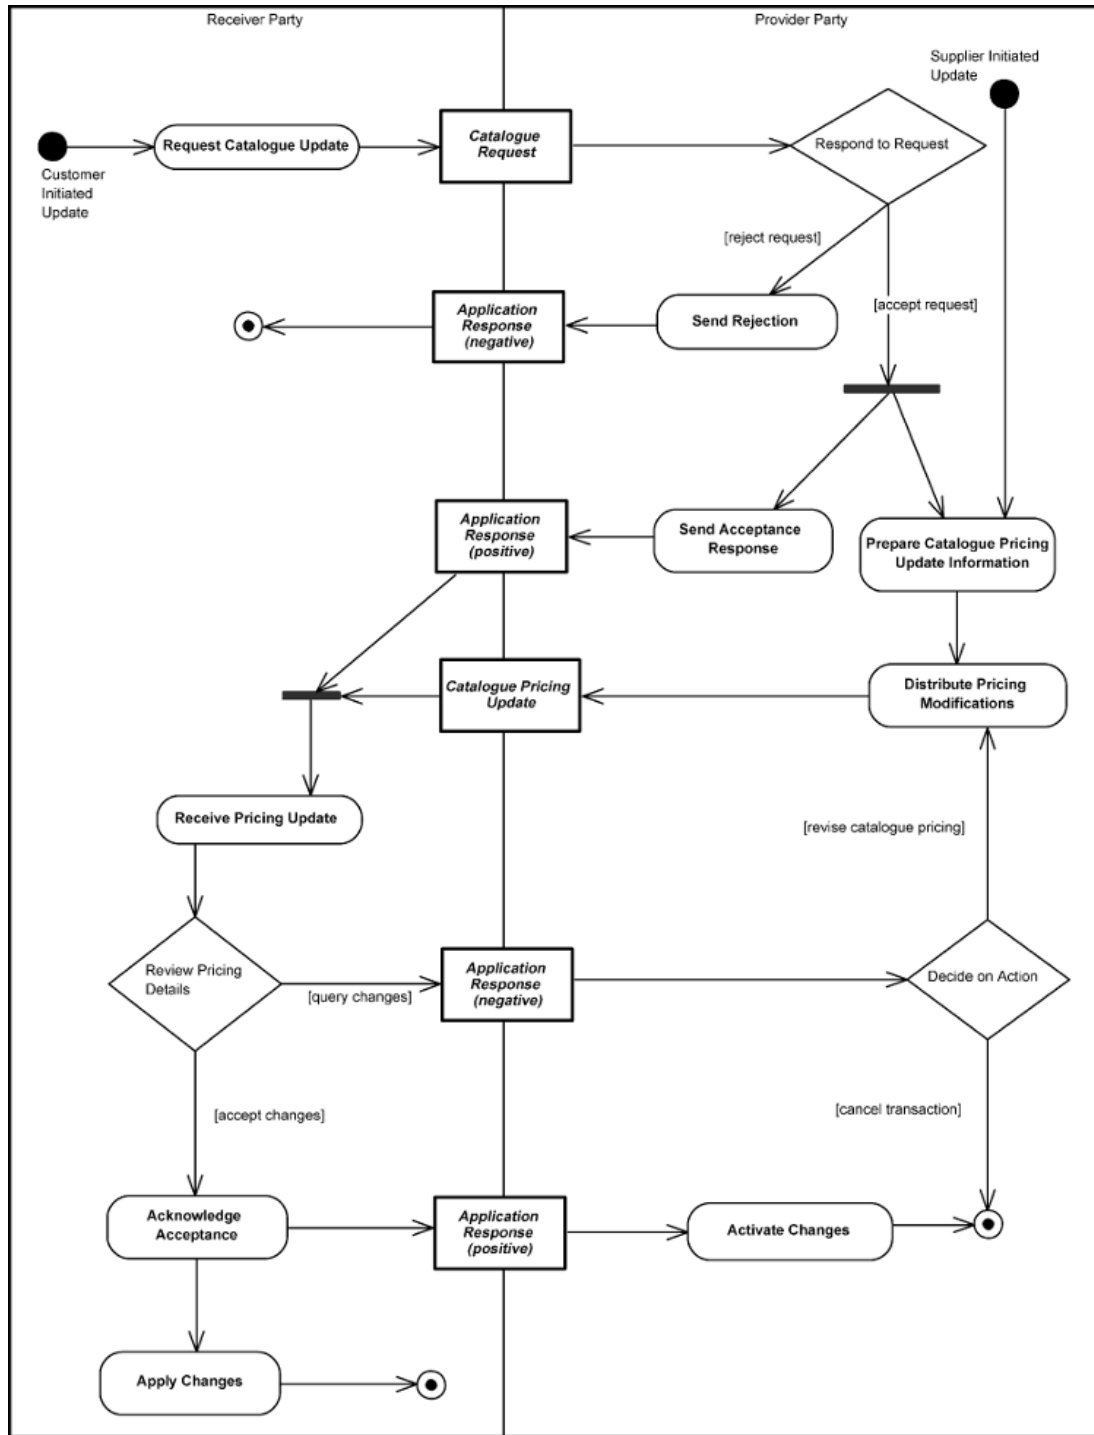 Receiver Party
Provider Party
Supplier Initiated
Update
Customer
Initiated
Update
Request Catalogue Update
Catalogue
Request
Respond to Request
[reject request]
[accept request]
Application
Response
(negative)
Send Rejection
Application
Response
(positive)
Send Acceptance
Response
Prepare Catalogue Pricing
Update Information
Catalogue Pricing
Update
Distribute Pricing
Modifications
Receive Pricing Update
[revise catalogue pricing]
Review Pricing
Details
[query changes]
Application
Response
(negative)
Decide on Action
[accept changes]
[cancel transaction]
Acknowledge
Acceptance
Application
Response
(positive)
Activate Changes
Apply Changes